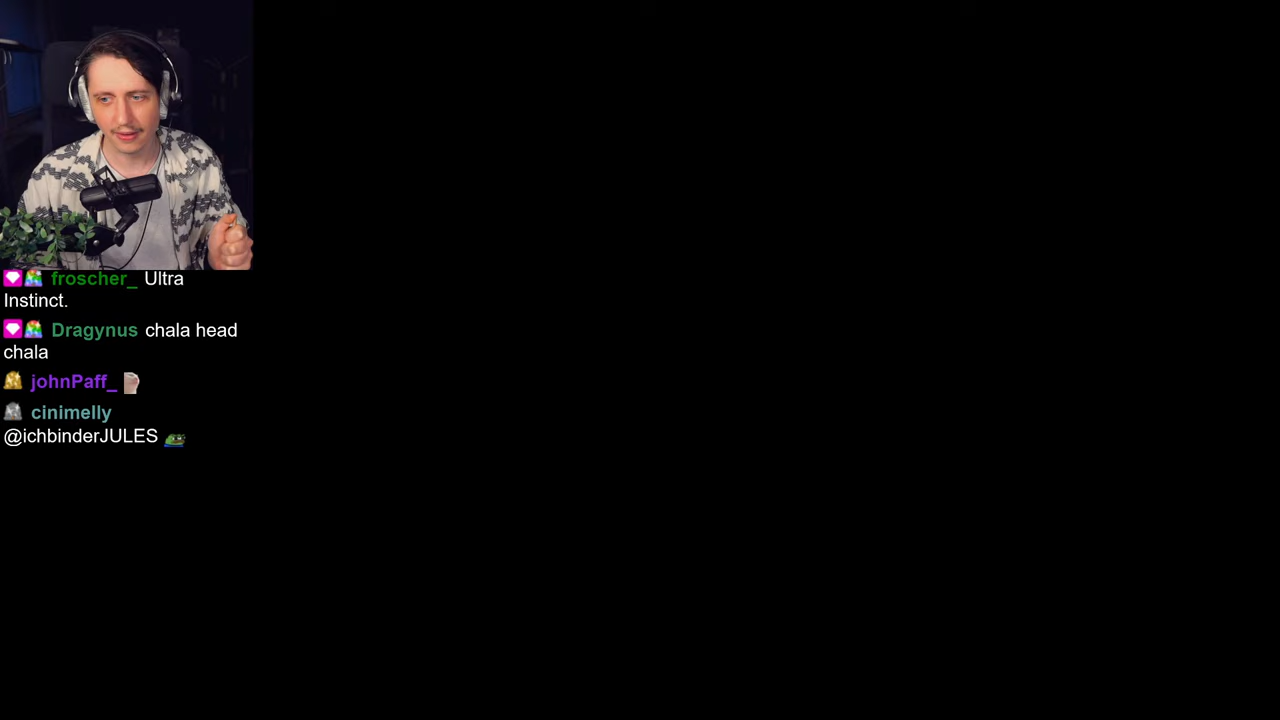 froscher_ Ultra
Instinct.
Dragynus chala head
chala
johnPaff_
cinimelly
@ichbinderJULES